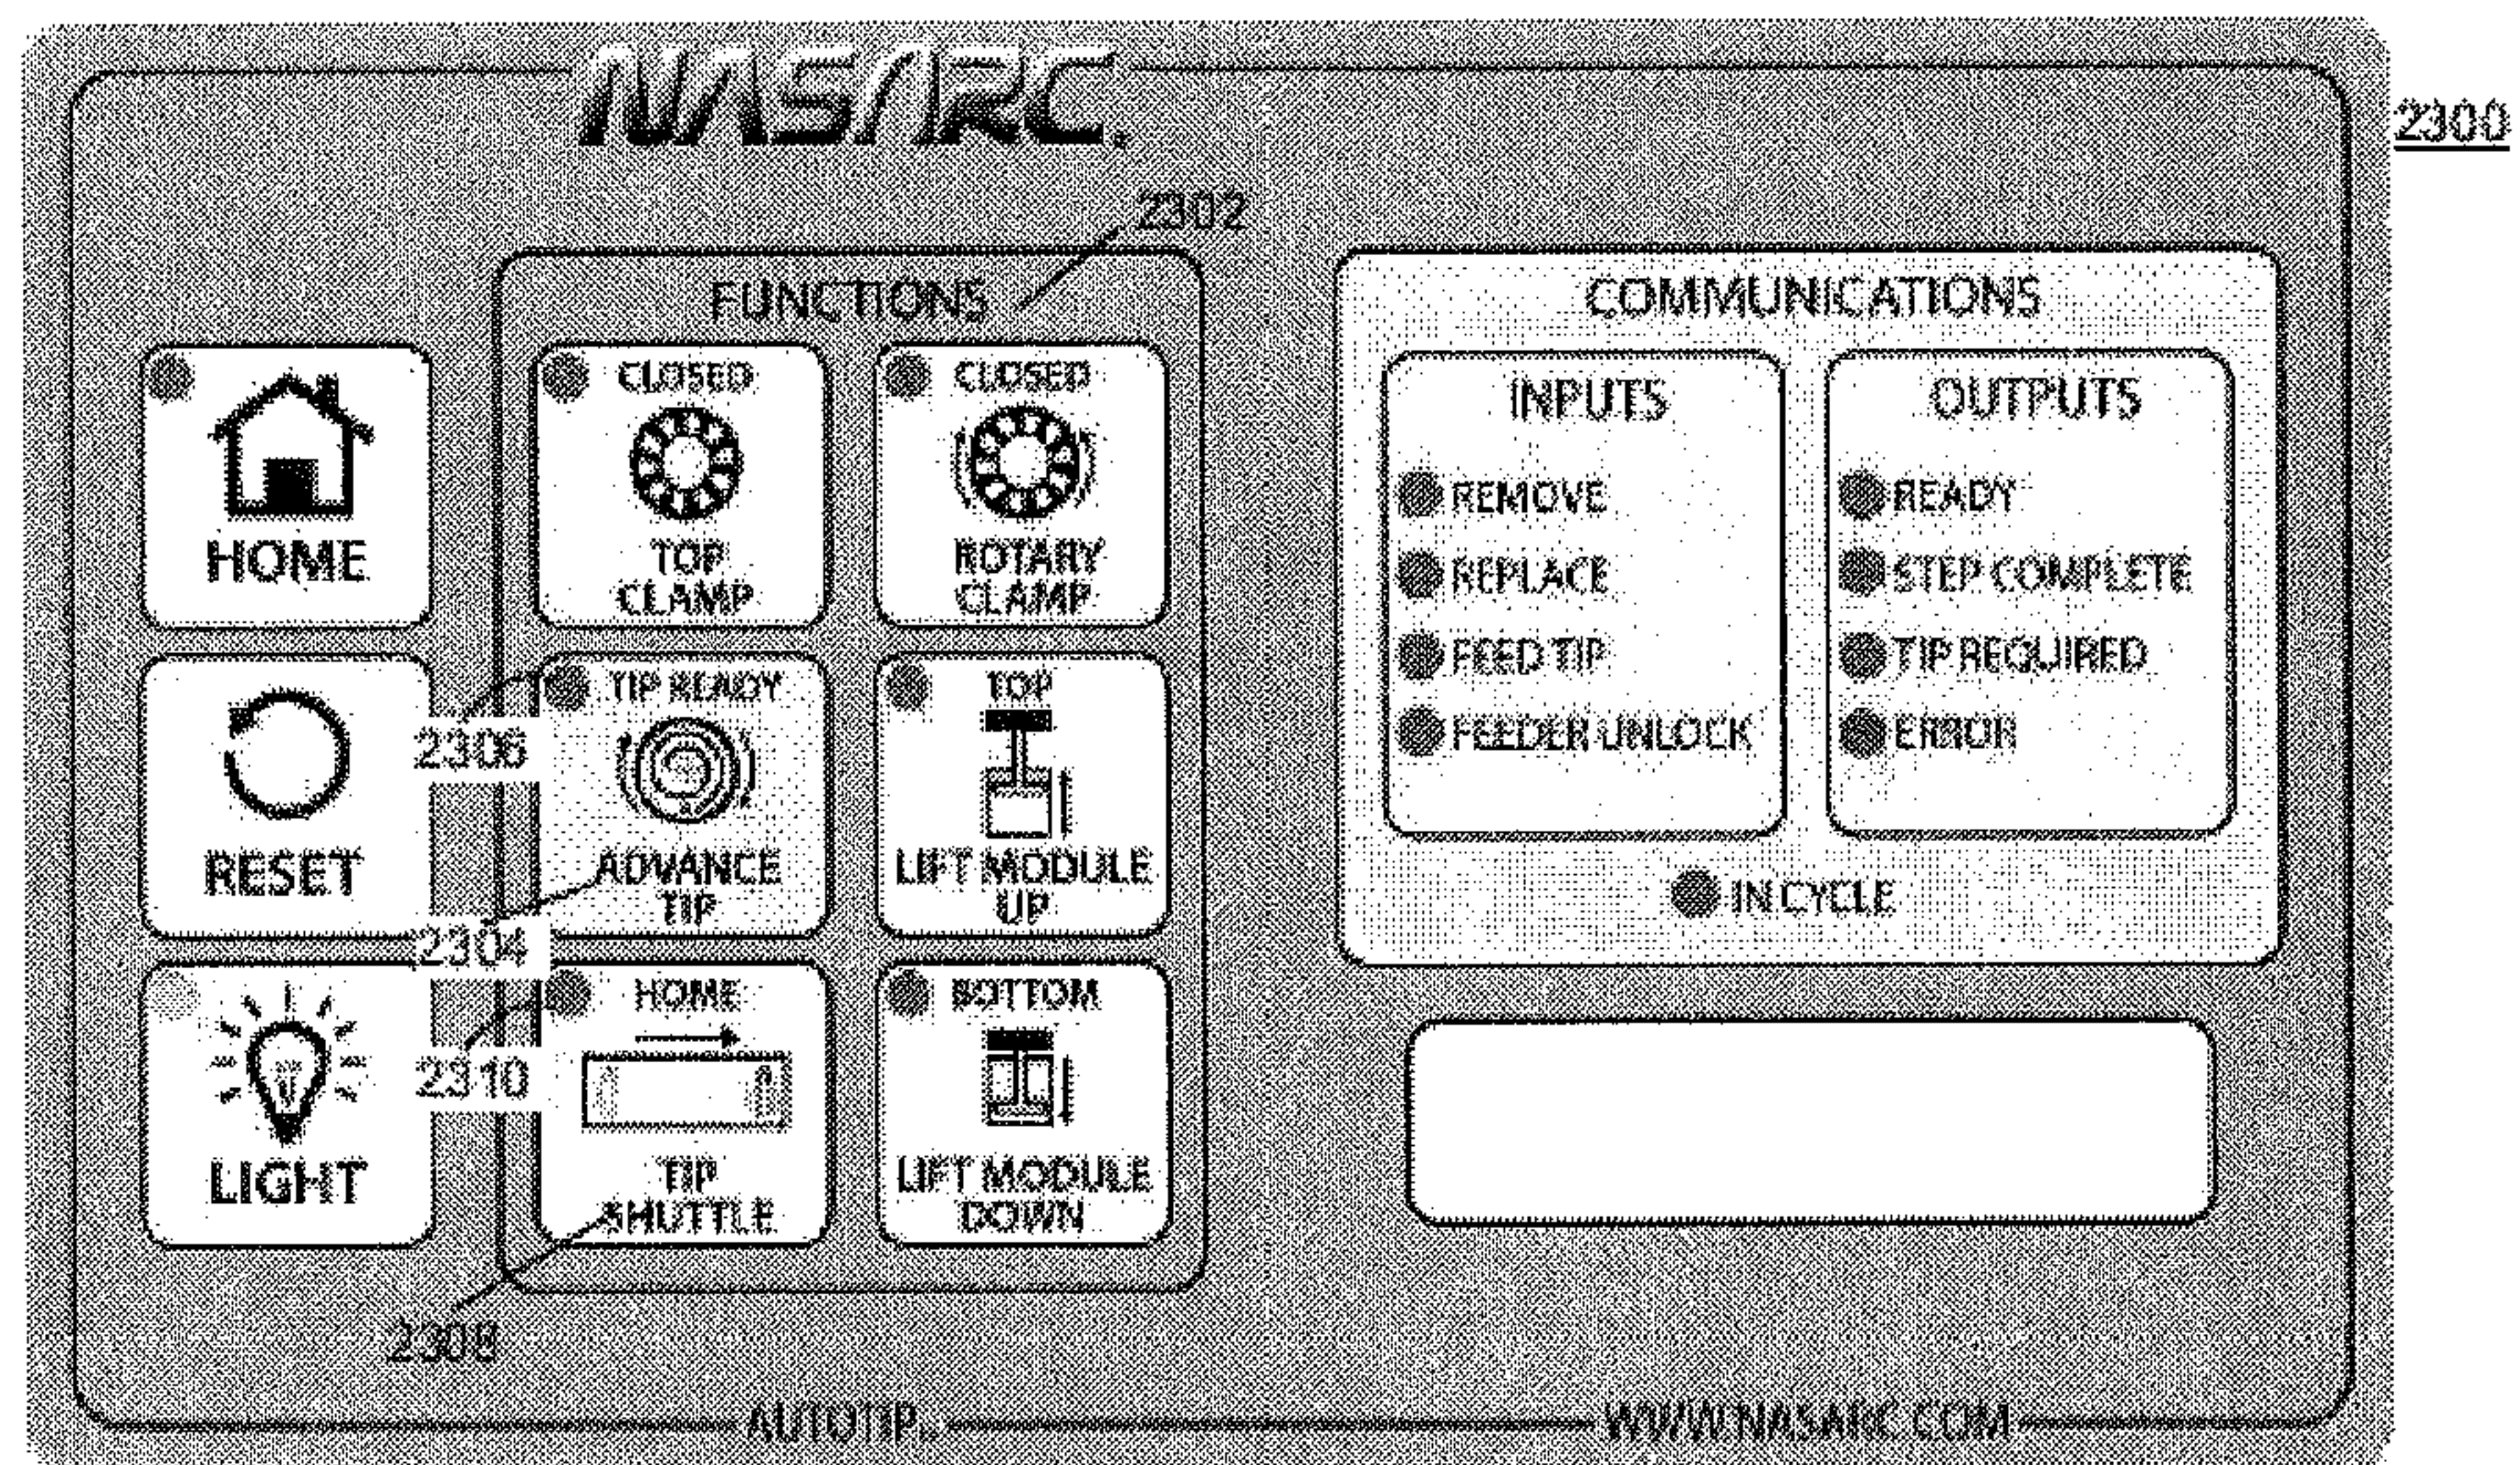 NASARC.
2300
2302
FUNCTIONS
HOME
RESET
LIGHT
CLOSED
TOP
CLAMP
CLOSED
ROTARY
CLAMP
2306
TIP READY
ADVANCE
TIP
2304
TOP
LIFT MODULE
UP
2310
HOME
TIP
SHUTTLE
2308
BOTTOM
LIFT MODULE
DOWN
COMMUNICATIONS
INPUTS
REMOVE
REPLACE
FEED TIP
FEEDER UNLOCK
OUTPUTS
READY
STEP COMPLETE
TIP REQUIRED
ERROR
IN CYCLE
AUTOTIP
WWW.NASARC.COM